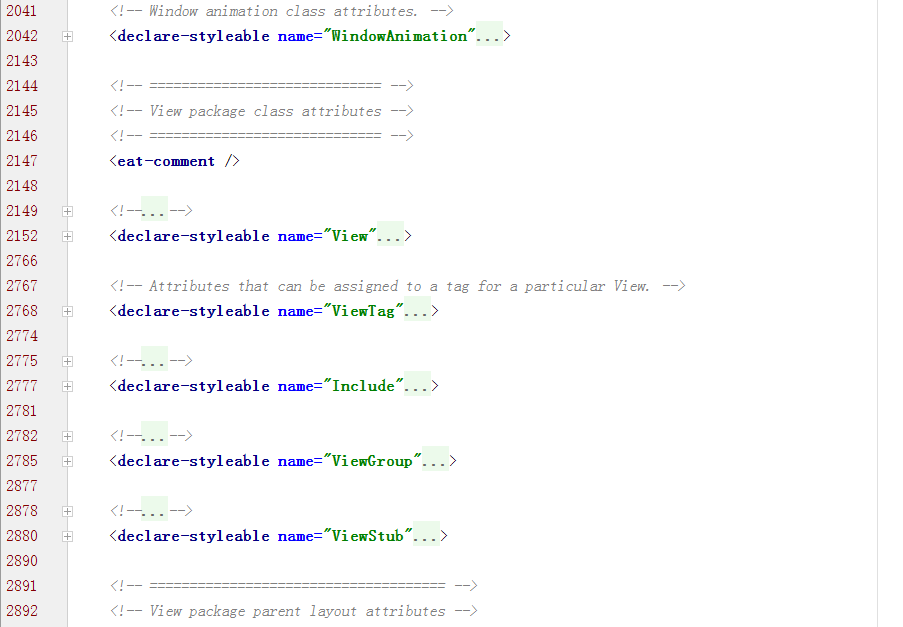 2041 <!-- Window animation class attributes. -->
2042 <declare-styleable name="WindowAnimation"...>
2143
2144 <!-- ============================= -->
2145 <!-- View package class attributes -->
2146 <!-- ============================= -->
2147 <eat-comment />
2148
2149 <!--...-->
2152 <declare-styleable name="View"...>
2766
2767 <!-- Attributes that can be assigned to a tag for a particular View. -->
2768 <declare-styleable name="ViewTag"...>
2774
2775 <!--...-->
2777 <declare-styleable name="Include"...>
2781
2782 <!--...-->
2785 <declare-styleable name="ViewGroup"...>
2877
2878 <!--...-->
2880 <declare-styleable name="ViewStub"...>
2890
2891 <!-- ===================================== -->
2892 <!-- View package parent layout attributes -->